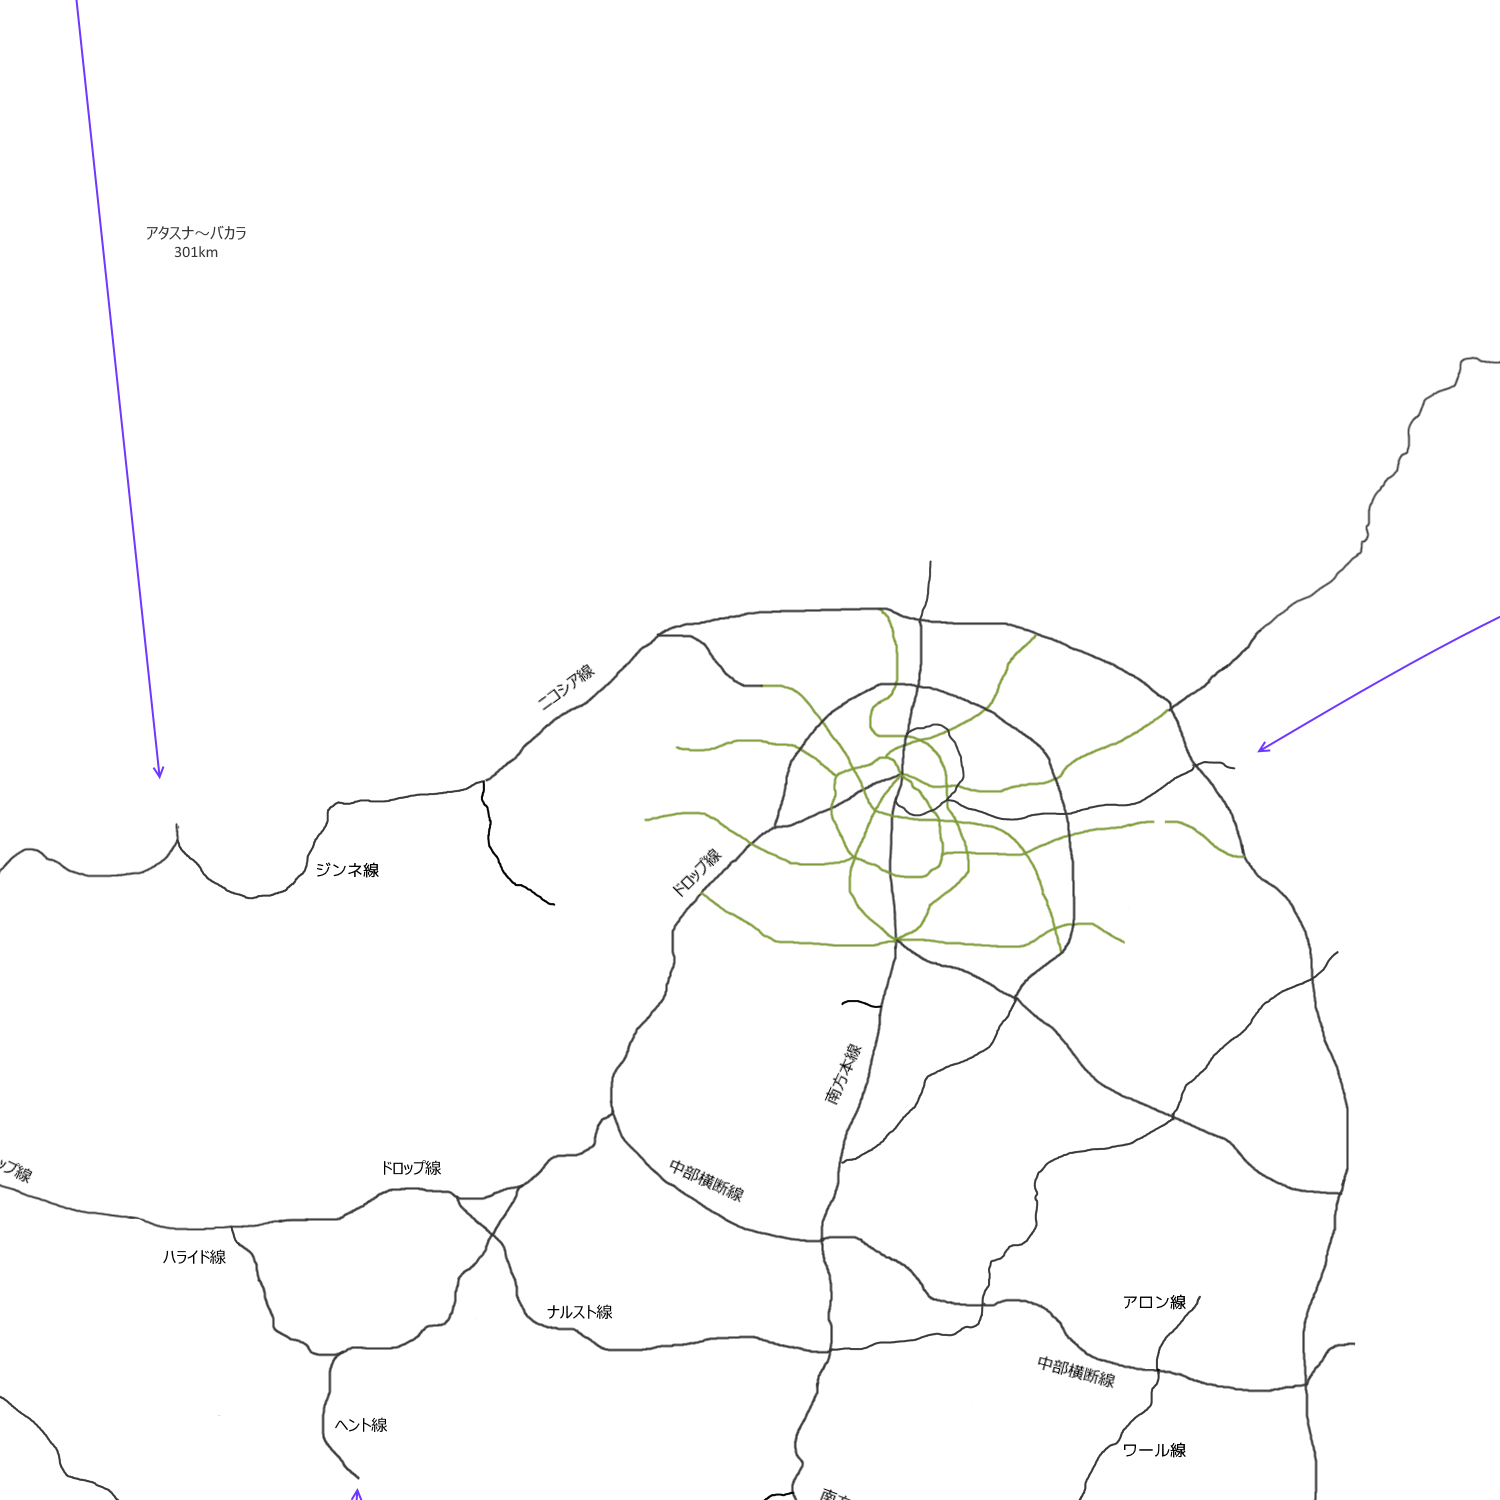 アタスナ～バカラ
301km
ニコシア線
ジンネ線
ドロップ線
南方本線
ップ線
ドロップ線
中部横断線
ハライド線
ナルスト線
アロン線
中部横断線
ヘント線
ワール線
南方